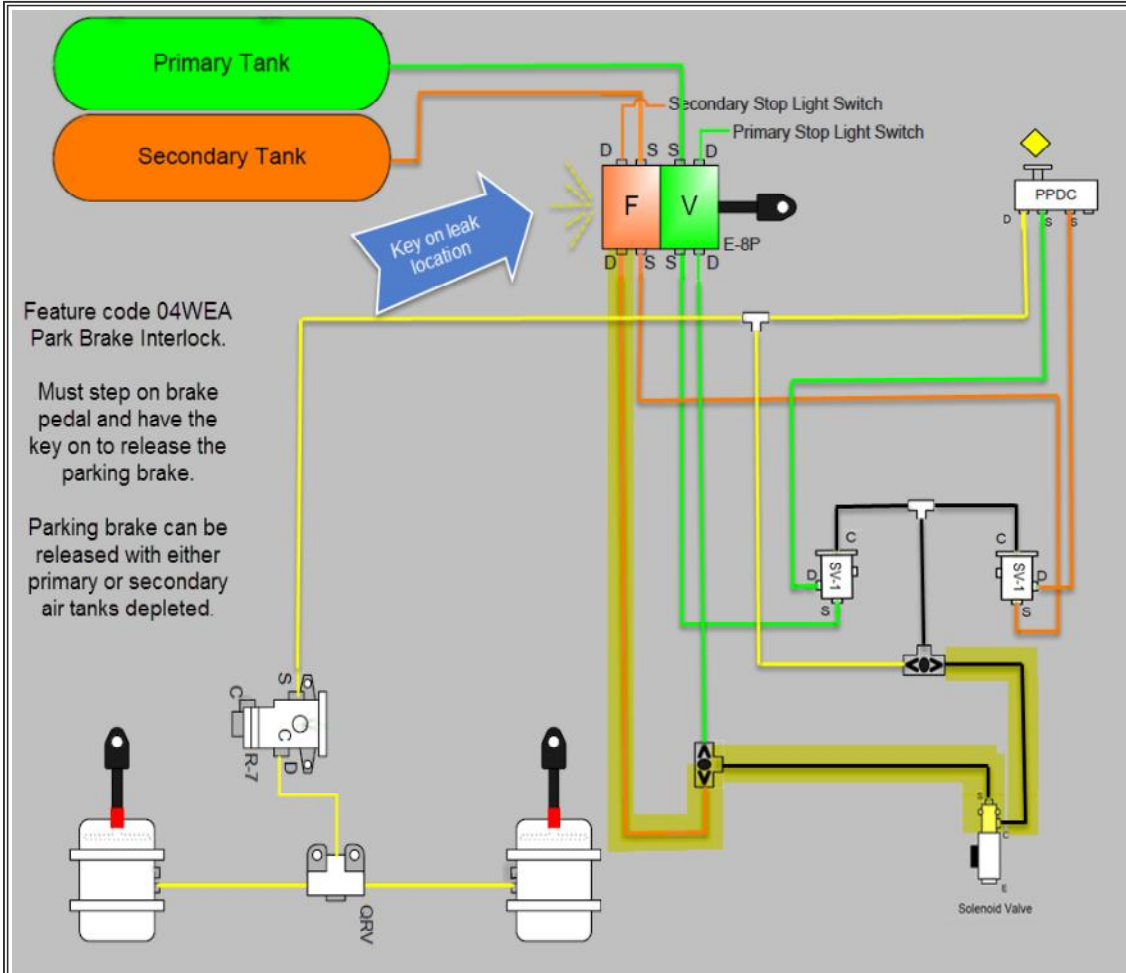 Primary Tank
Secondary Tank
Secondary Stop Light Switch
Primary Stop Light Switch
D S S D
F V
E-8P
D S S D
PPDC
D S S
Key on leak
location
Feature code 04WEA
Park Brake Interlock.
Must step on brake
pedal and have the
key on to release the
parking brake.
Parking brake can be
released with either
primary or secondary
air tanks depleted.
C C
SV-1 SV-1
D D
S S
S
C
C
D
R-7
QRV
S
C
E
Solenoid Valve